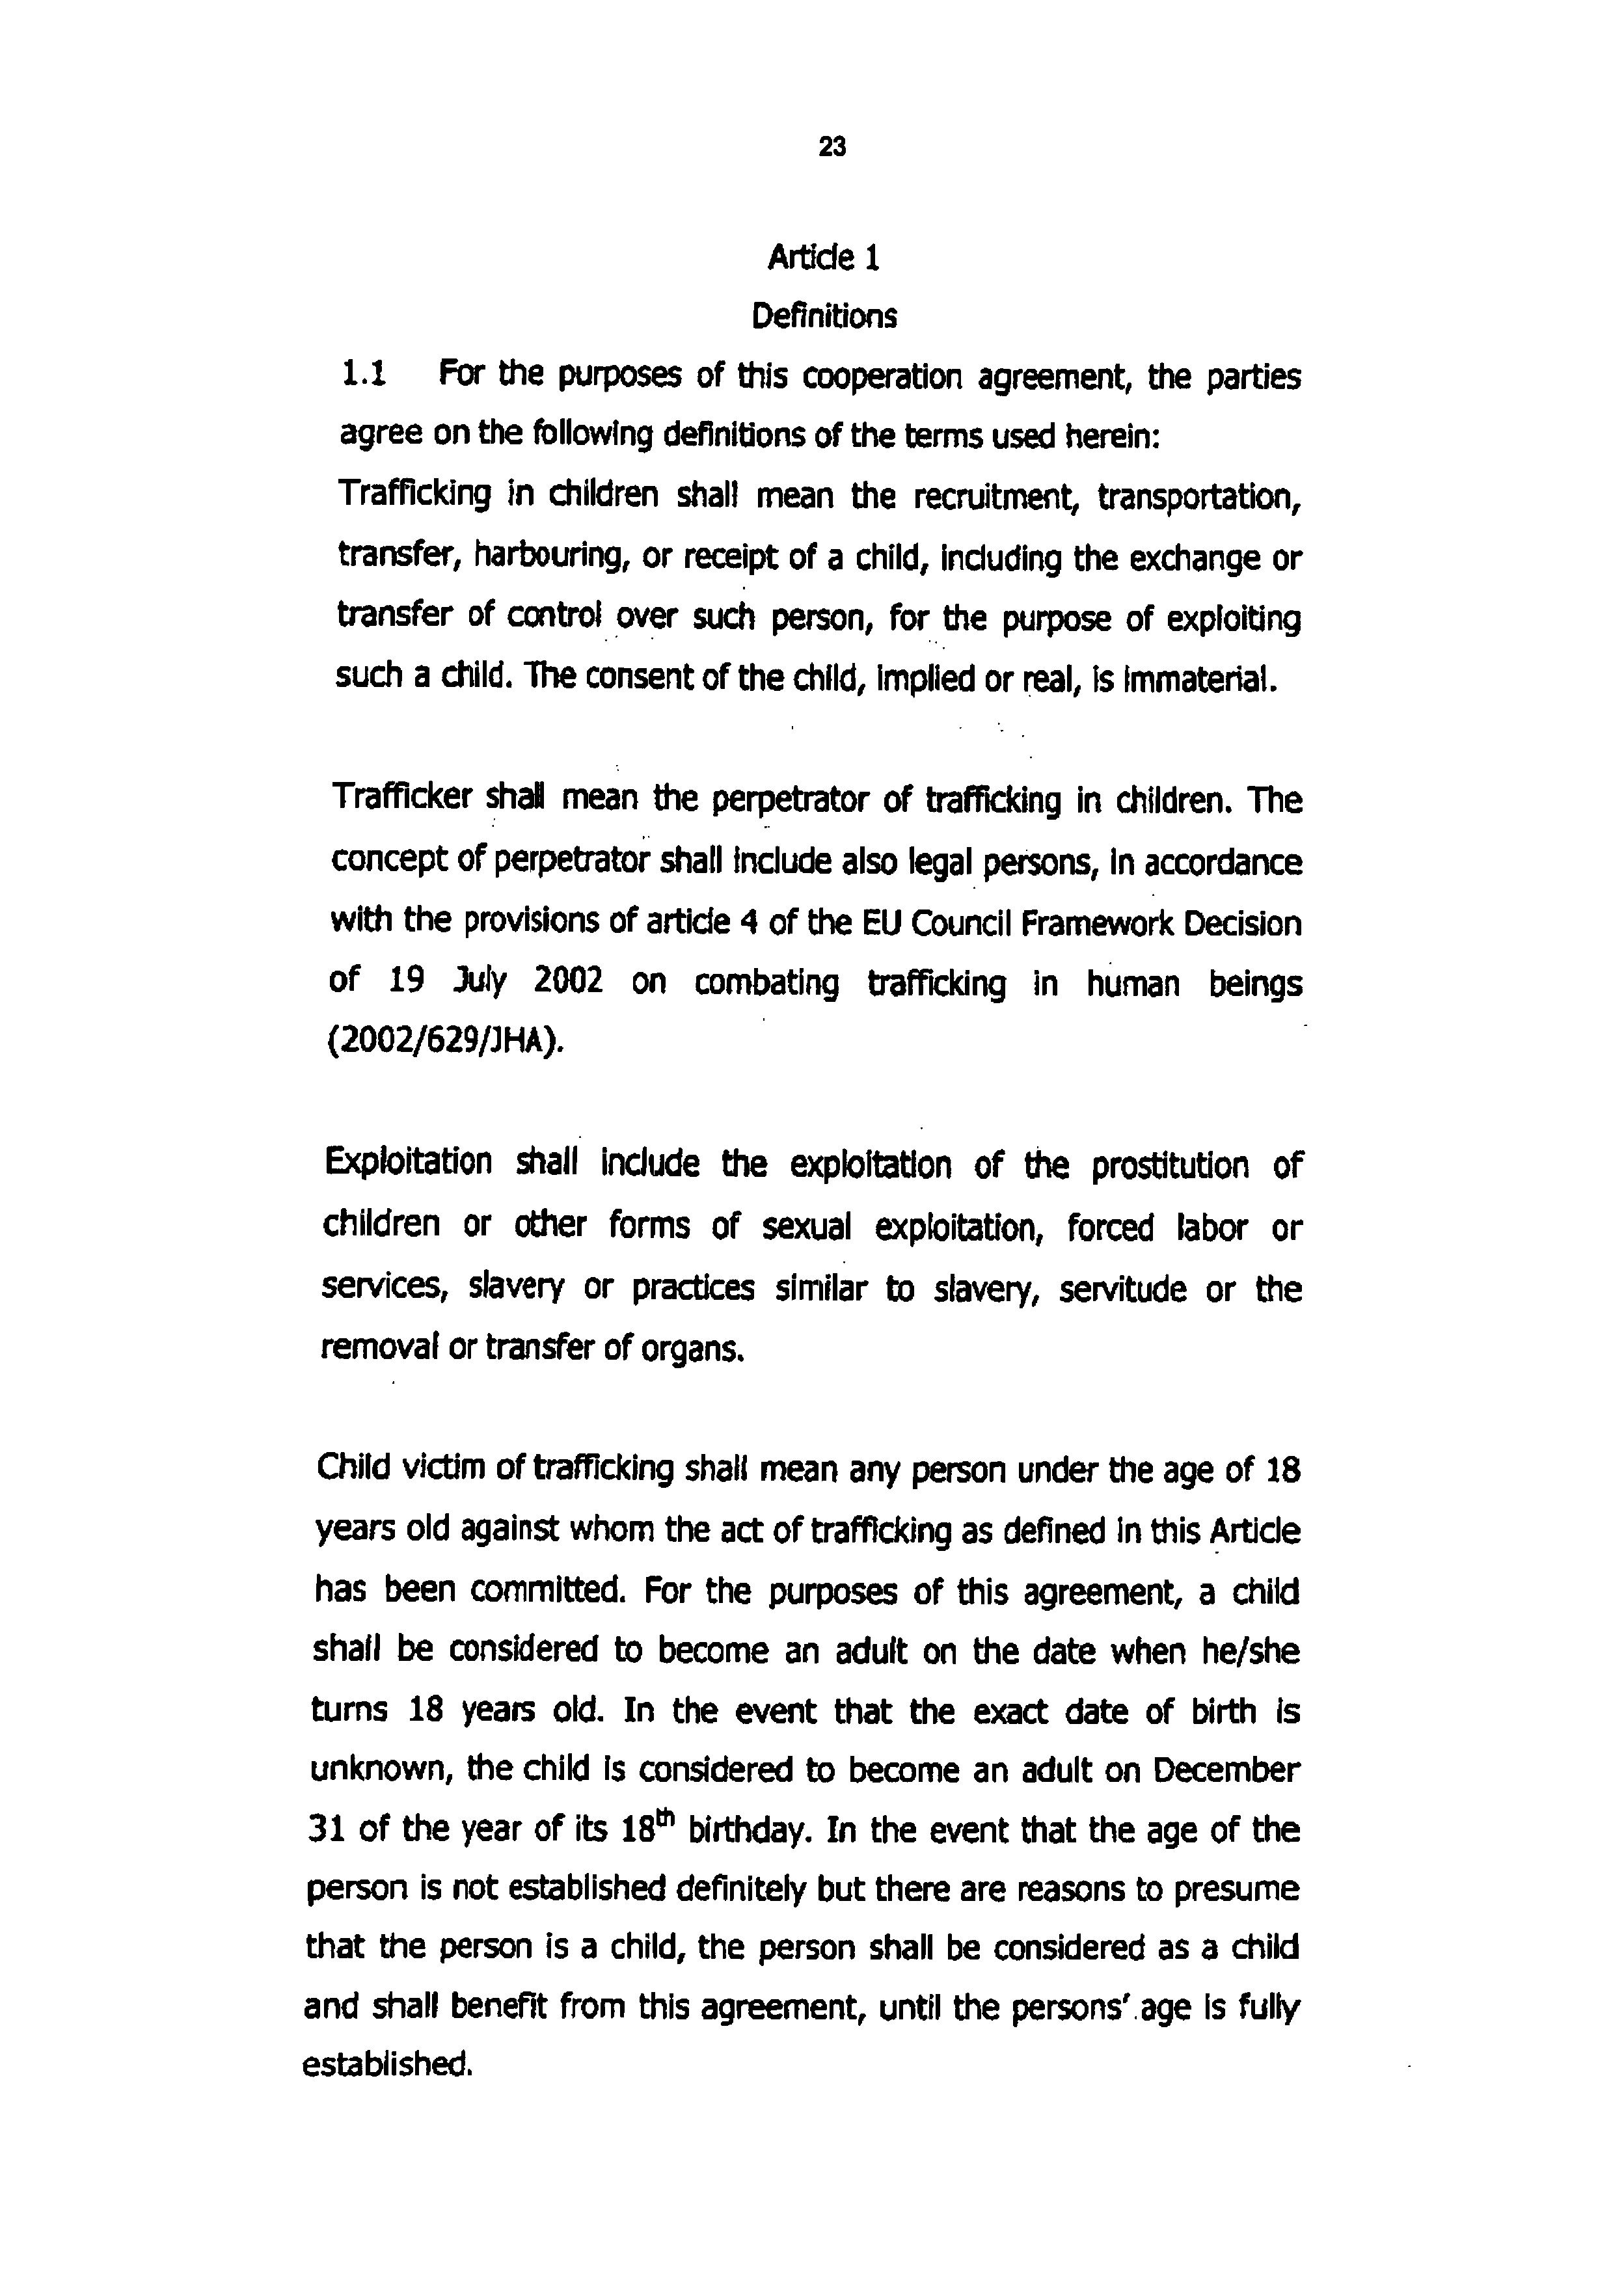 23
Article 1
Definitions
1.1 For the purposes of this cooperation agreement, the parties
agree on the following definitions of the terms used herein:
Trafficking in children shall mean the recruitment, transportation,
transfer, harbouring, or receipt of a child, including the exchange or
transfer of control over such person, for the purpose of exploiting
such a child. The consent of the child, implied or real, is immaterial.
Trafficker shall mean the perpetrator of trafficking in children. The
concept of perpetrator shall include also legal persons, in accordance
with the provisions of article 4 of the EU Council Framework Decision
of 19 July 2002 on combating trafficking in human beings
(2002/629/JHA).
Exploitation shall include the exploitation of the prostitution of
children or other forms of sexual exploitation, forced labor or
services, slavery or practices similar to slavery, servitude or the
removal or transfer of organs.
Child victim of trafficking shall mean any person under the age of 18
years old against whom the act of trafficking as defined in this Article
has been committed. For the purposes of this agreement, a child
shall be considered to become an adult on the date when he/she
turns 18 years old. In the event that the exact date of birth is
unknown, the child is considered to become an adult on December
31 of the year of its 18th birthday. In the event that the age of the
person is not established definitely but there are reasons to presume
that the person is a child, the person shall be considered as a child
and shall benefit from this agreement, until the persons' age is fully
established.